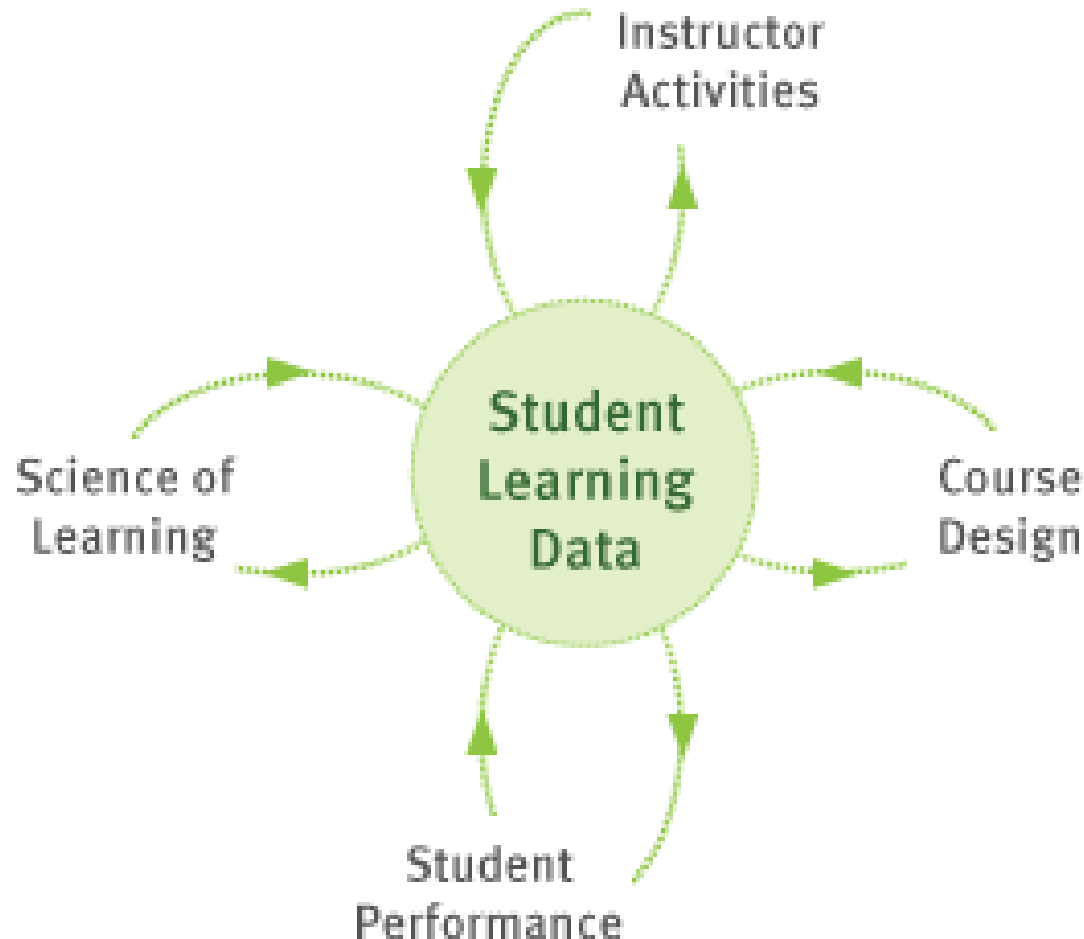 Instructor
Activities
Student
Learning
Data
Science of
Learning
Course
Design
Student
Performance